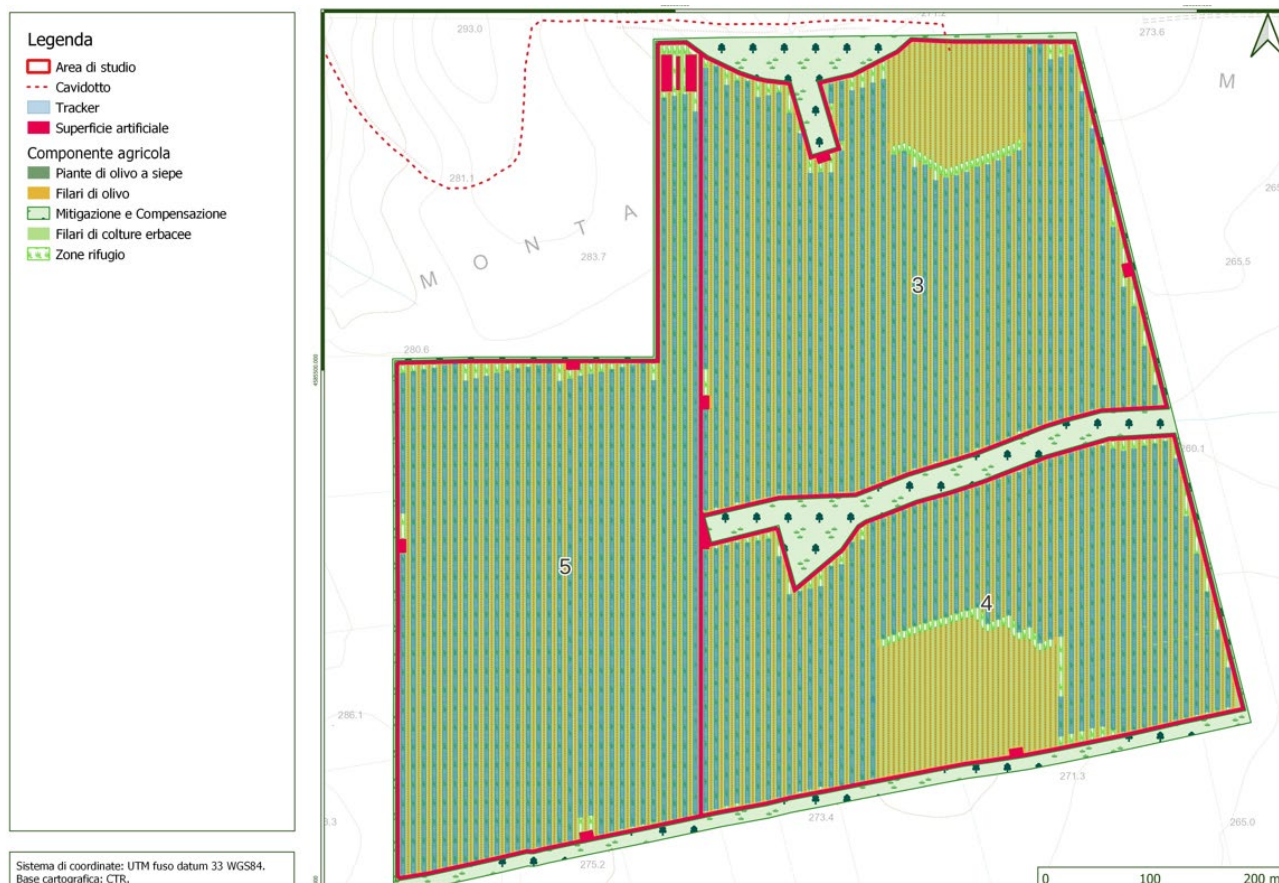 Legenda
Area di studio
Cavidotto
Tracker
Superficie artificiale
Componente agricola
Piante di olivo a siepe
Filari di olivo
Mitigazione e Compensazione
Filari di colture erbacee
Zone rifugio
Sistema di coordinate: UTM fuso datum 33 WGS84.
Base cartografica: CTR.
293.0
271.2
273.6
M
281.1
M O N T A
283.7
265.5
3
280.6
260.1
5
4
286.1
271.3
273.4
265.0
275.2
0 100 200 m